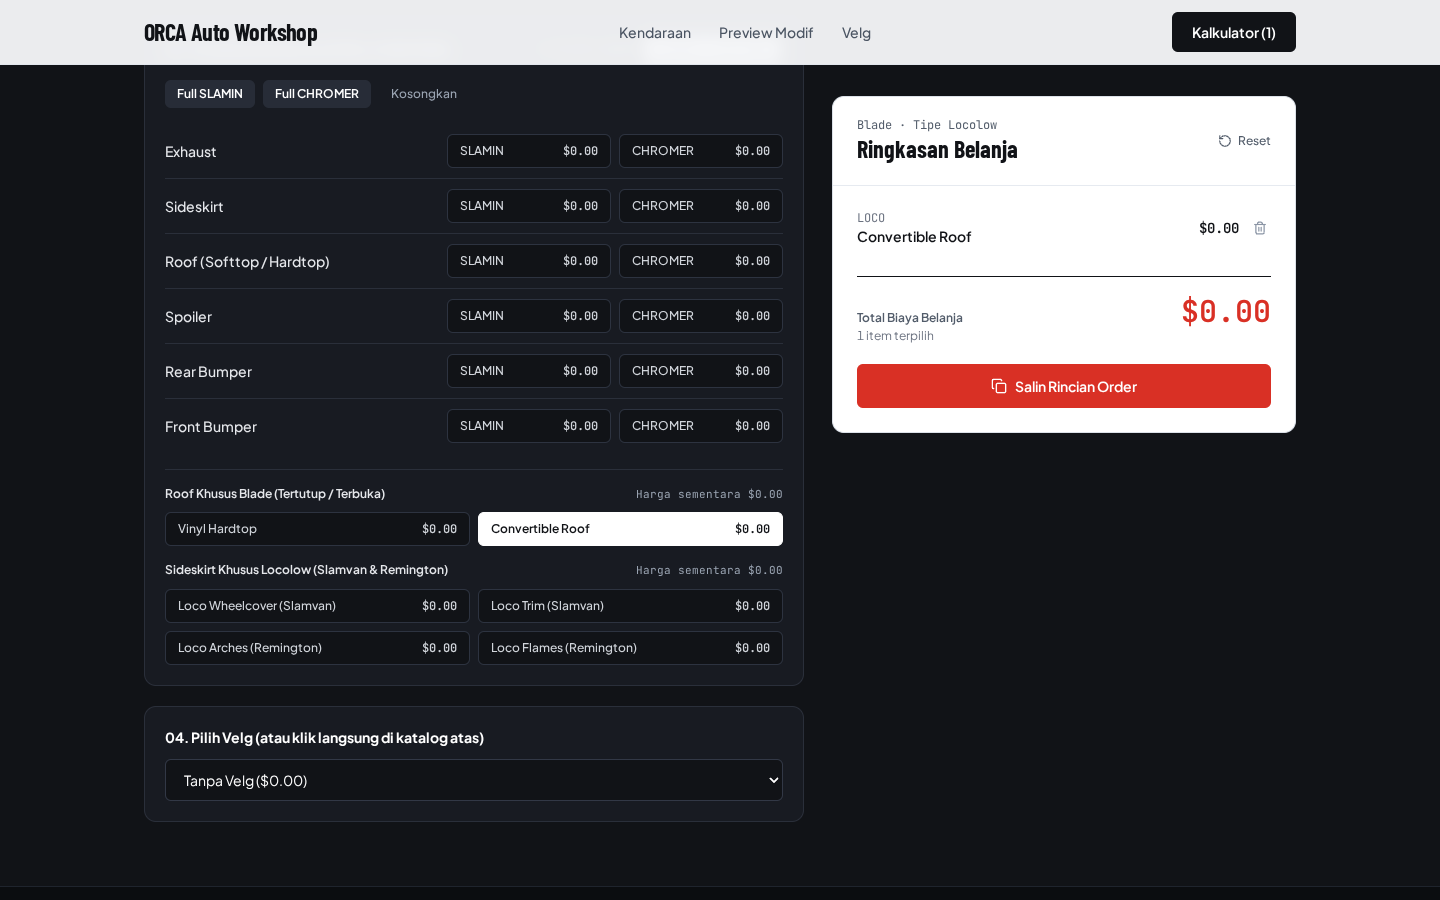 ORCA Auto Workshop
Kendaraan
Preview Modif
Velg
Kalkulator (1)
Full SLAMIN
Full CHROMER
Kosongkan
Exhaust
SLAMIN $0.00
CHROMER $0.00
Sideskirt
SLAMIN $0.00
CHROMER $0.00
Roof (Softtop / Hardtop)
SLAMIN $0.00
CHROMER $0.00
Spoiler
SLAMIN $0.00
CHROMER $0.00
Rear Bumper
SLAMIN $0.00
CHROMER $0.00
Front Bumper
SLAMIN $0.00
CHROMER $0.00
Roof Khusus Blade (Tertutup / Terbuka)
Harga sementara $0.00
Vinyl Hardtop $0.00
Convertible Roof $0.00
Sideskirt Khusus Locolow (Slamvan & Remington)
Harga sementara $0.00
Loco Wheelcover (Slamvan) $0.00
Loco Trim (Slamvan) $0.00
Loco Arches (Remington) $0.00
Loco Flames (Remington) $0.00
04. Pilih Velg (atau klik langsung di katalog atas)
Tanpa Velg ($0.00)
Blade · Tipe Locolow
Ringkasan Belanja
Reset
LOCO
Convertible Roof
$0.00
Total Biaya Belanja
1 item terpilih
$0.00
Salin Rincian Order